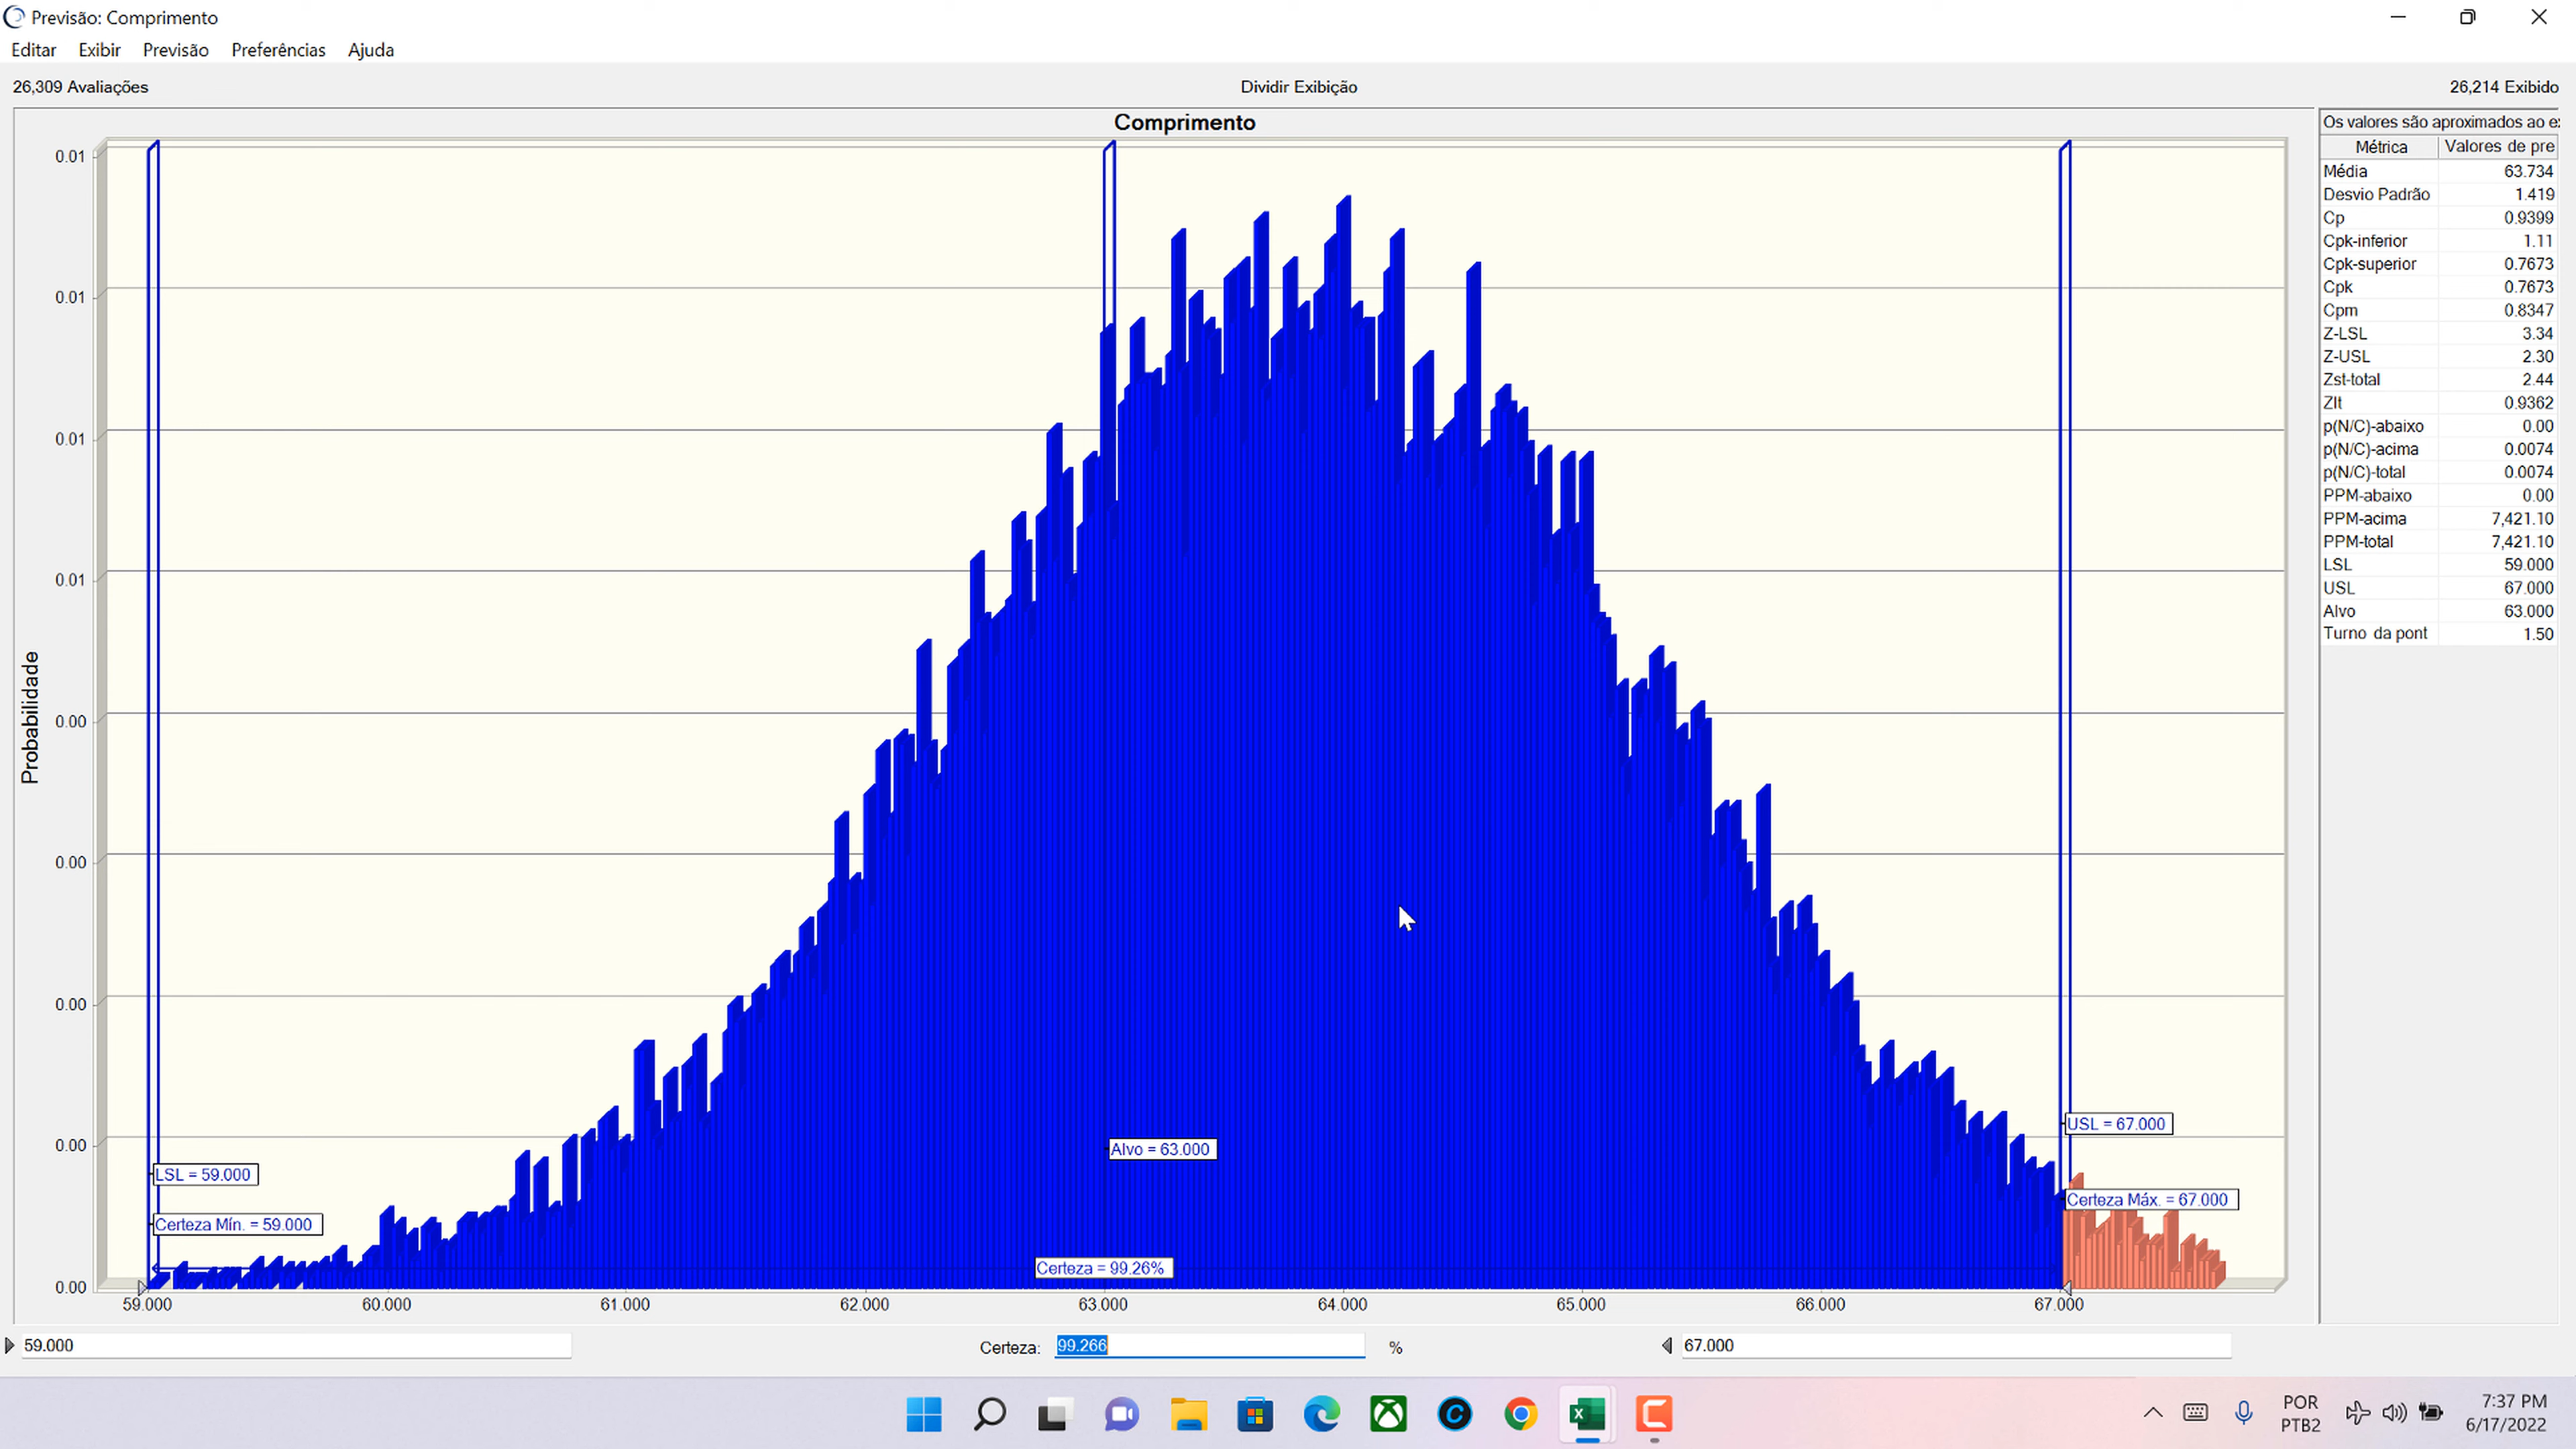 Previsão: Comprimento
Editar Exibir Previsão Preferências Ajuda
26,309 Avaliações Dividir Exibição 26,214 Exibido
Comprimento
Probabilidade
0.01
0.01
0.01
0.01
0.00
0.00
0.00
0.00
0.00
LSL = 59.000
Certeza Mín. = 59.000
Alvo = 63.000
Certeza = 99.26%
USL = 67.000
Certeza Máx. = 67.000
59.000 60.000 61.000 62.000 63.000 64.000 65.000 66.000 67.000
Os valores são aproximados ao ex
Métrica Valores de pre
Média 63.734
Desvio Padrão 1.419
Cp 0.9399
Cpk-inferior 1.11
Cpk-superior 0.7673
Cpk 0.7673
Cpm 0.8347
Z-LSL 3.34
Z-USL 2.30
Zst-total 2.44
Zlt 0.9362
p(N/C)-abaixo 0.00
p(N/C)-acima 0.0074
p(N/C)-total 0.0074
PPM-abaixo 0.00
PPM-acima 7,421.10
PPM-total 7,421.10
LSL 59.000
USL 67.000
Alvo 63.000
Turno da pont 1.50
59.000 Certeza: 99.266 % 67.000
POR
PTB2
7:37 PM
6/17/2022